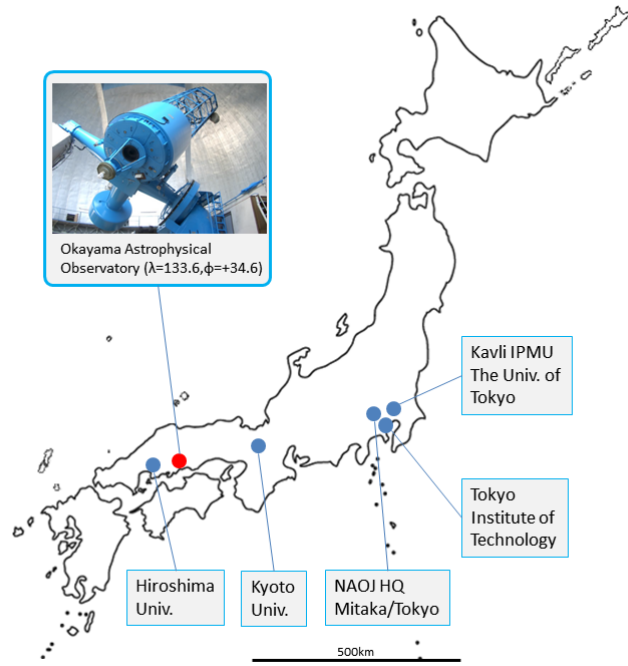 Okayama Astrophysical
Observatory (λ=133.6,ϕ=+34.6)
Kavli IPMU
The Univ. of
Tokyo
Tokyo
Institute of
Technology
Hiroshima
Univ.
Kyoto
Univ.
NAOJ HQ
Mitaka/Tokyo
500km